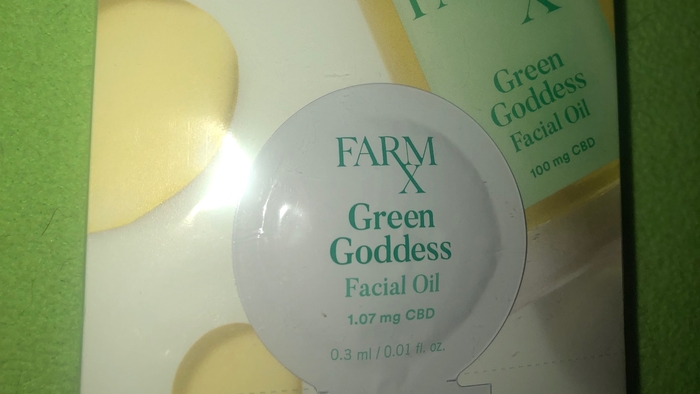 FARM
X
Green
Goddess
Facial Oil
100 mg CBD
FARM
X
Green
Goddess
Facial Oil
1.07 mg CBD
0.3 ml / 0.01 fl. oz.